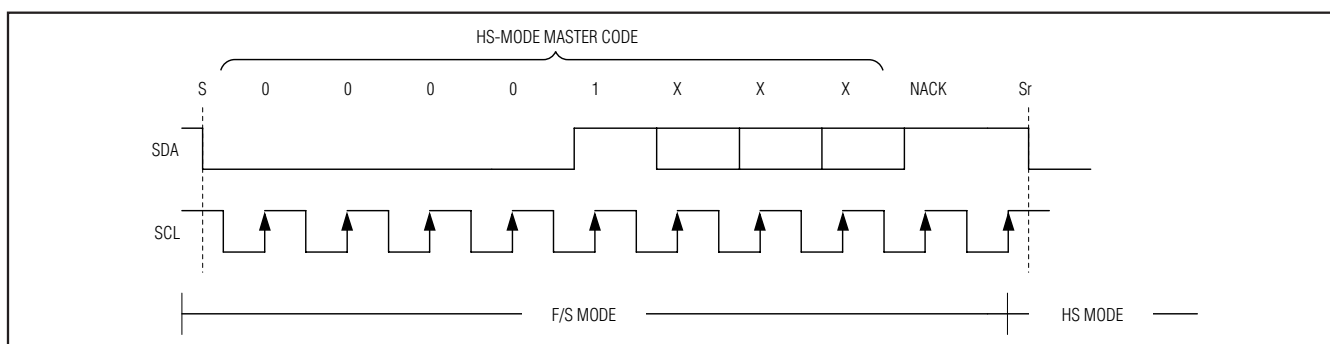 HS-MODE MASTER CODE
S 0 0 0 0 1 X X X NACK Sr
SDA
SCL
F/S MODE HS MODE